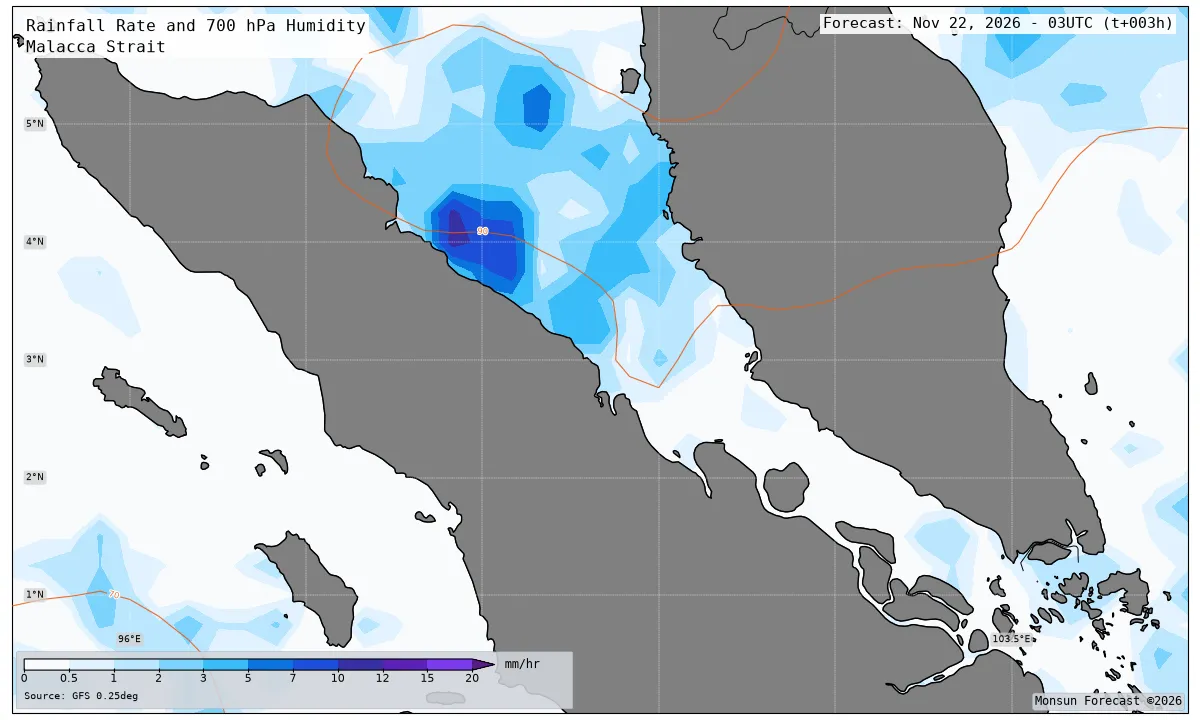 Rainfall Rate and 700 hPa Humidity
Malacca Strait
Forecast: Nov 22, 2026 - 03UTC (t+003h)
5°N
4°N
90
3°N
2°N
1°N
70
96°E
103.5°E
mm/hr
0 0.5 1 2 3 5 7 10 12 15 20
Source: GFS 0.25deg
Monsun Forecast ©2026